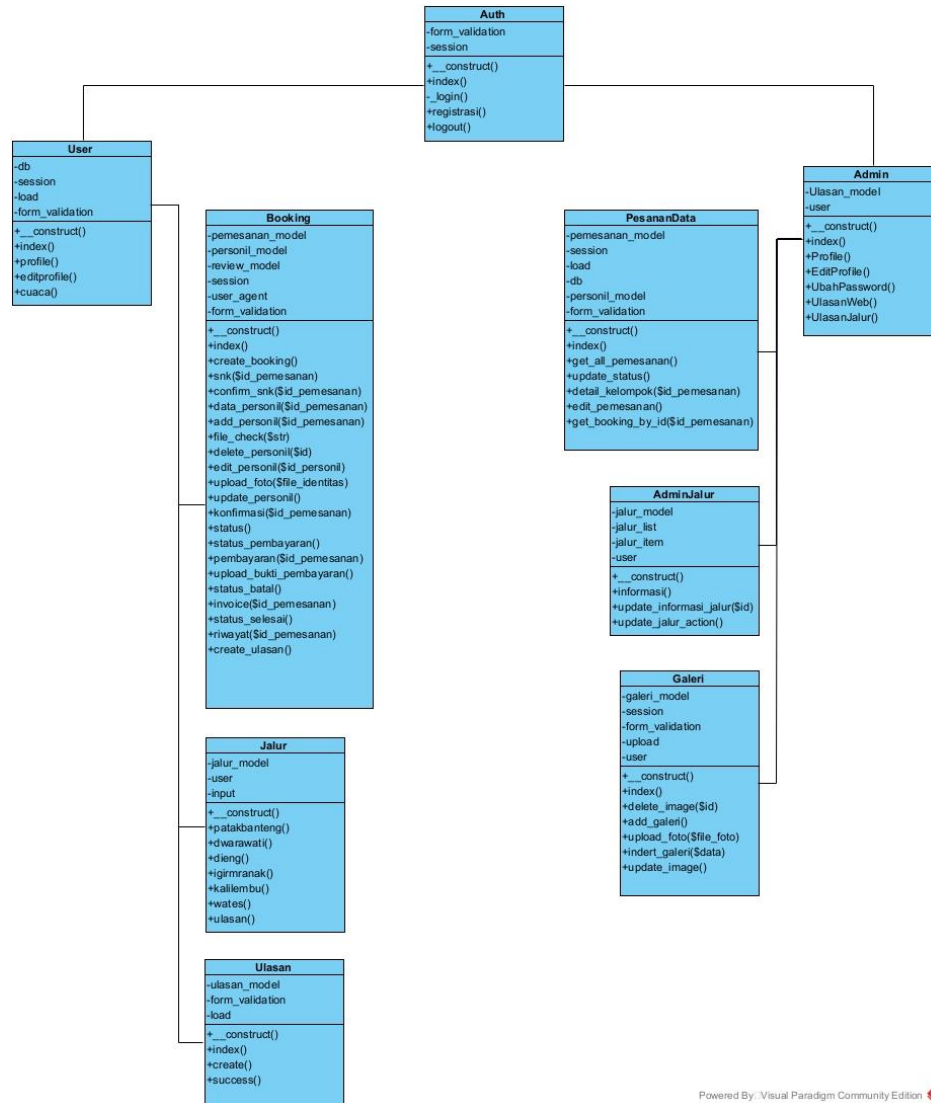 Auth
-form_validation
-session
+__construct()
+index()
-_login()
+registrasi()
+logout()
User
-db
-session
-load
-form_validation
+__construct()
+index()
+profile()
+editprofile()
+cuaca()
Booking
-pemesanan_model
-personil_model
-review_model
-session
-user_agent
-form_validation
+__construct()
+index()
+create_booking()
+snk($id_pemesanan)
+confirm_snk($id_pemesanan)
+data_personil($id_pemesanan)
+add_personil($id_pemesanan)
+file_check($str)
+delete_personil($id)
+edit_personil($id_personil)
+upload_foto($file_identitas)
+update_personil()
+konfirmasi($id_pemesanan)
+status()
+status_pembayaran()
+pembayaran($id_pemesanan)
+upload_bukti_pembayaran()
+status_batal()
+invoice($id_pemesanan)
+status_selesai()
+riwayat($id_pemesanan)
+create_ulasan()
Jalur
-jalur_model
-user
-input
+__construct()
+patakbanteng()
+dwarawati()
+dieng()
+igirmranak()
+kalilembu()
+wates()
+ulasan()
Ulasan
-ulasan_model
-form_validation
-load
+__construct()
+index()
+create()
+success()
Admin
-Ulasan_model
-user
+__construct()
+index()
+Profile()
+EditProfile()
+UbahPassword()
+UlasanWeb()
+UlasanJalur()
PesananData
-pemesanan_model
-session
-load
-db
-personil_model
-form_validation
+__construct()
+index()
+get_all_pemesanan()
+update_status()
+detail_kelompok($id_pemesanan)
+edit_pemesanan()
+get_booking_by_id($id_pemesanan)
AdminJalur
-jalur_model
-jalur_list
-jalur_item
-user
+__construct()
+informasi()
+update_informasi_jalur($id)
+update_jalur_action()
Galeri
-galeri_model
-session
-form_validation
-upload
-user
+__construct()
+index()
+delete_image($id)
+add_galeri()
+upload_foto($file_foto)
+indert_galeri($data)
+update_image()
Powered By Visual Paradigm Community Edition